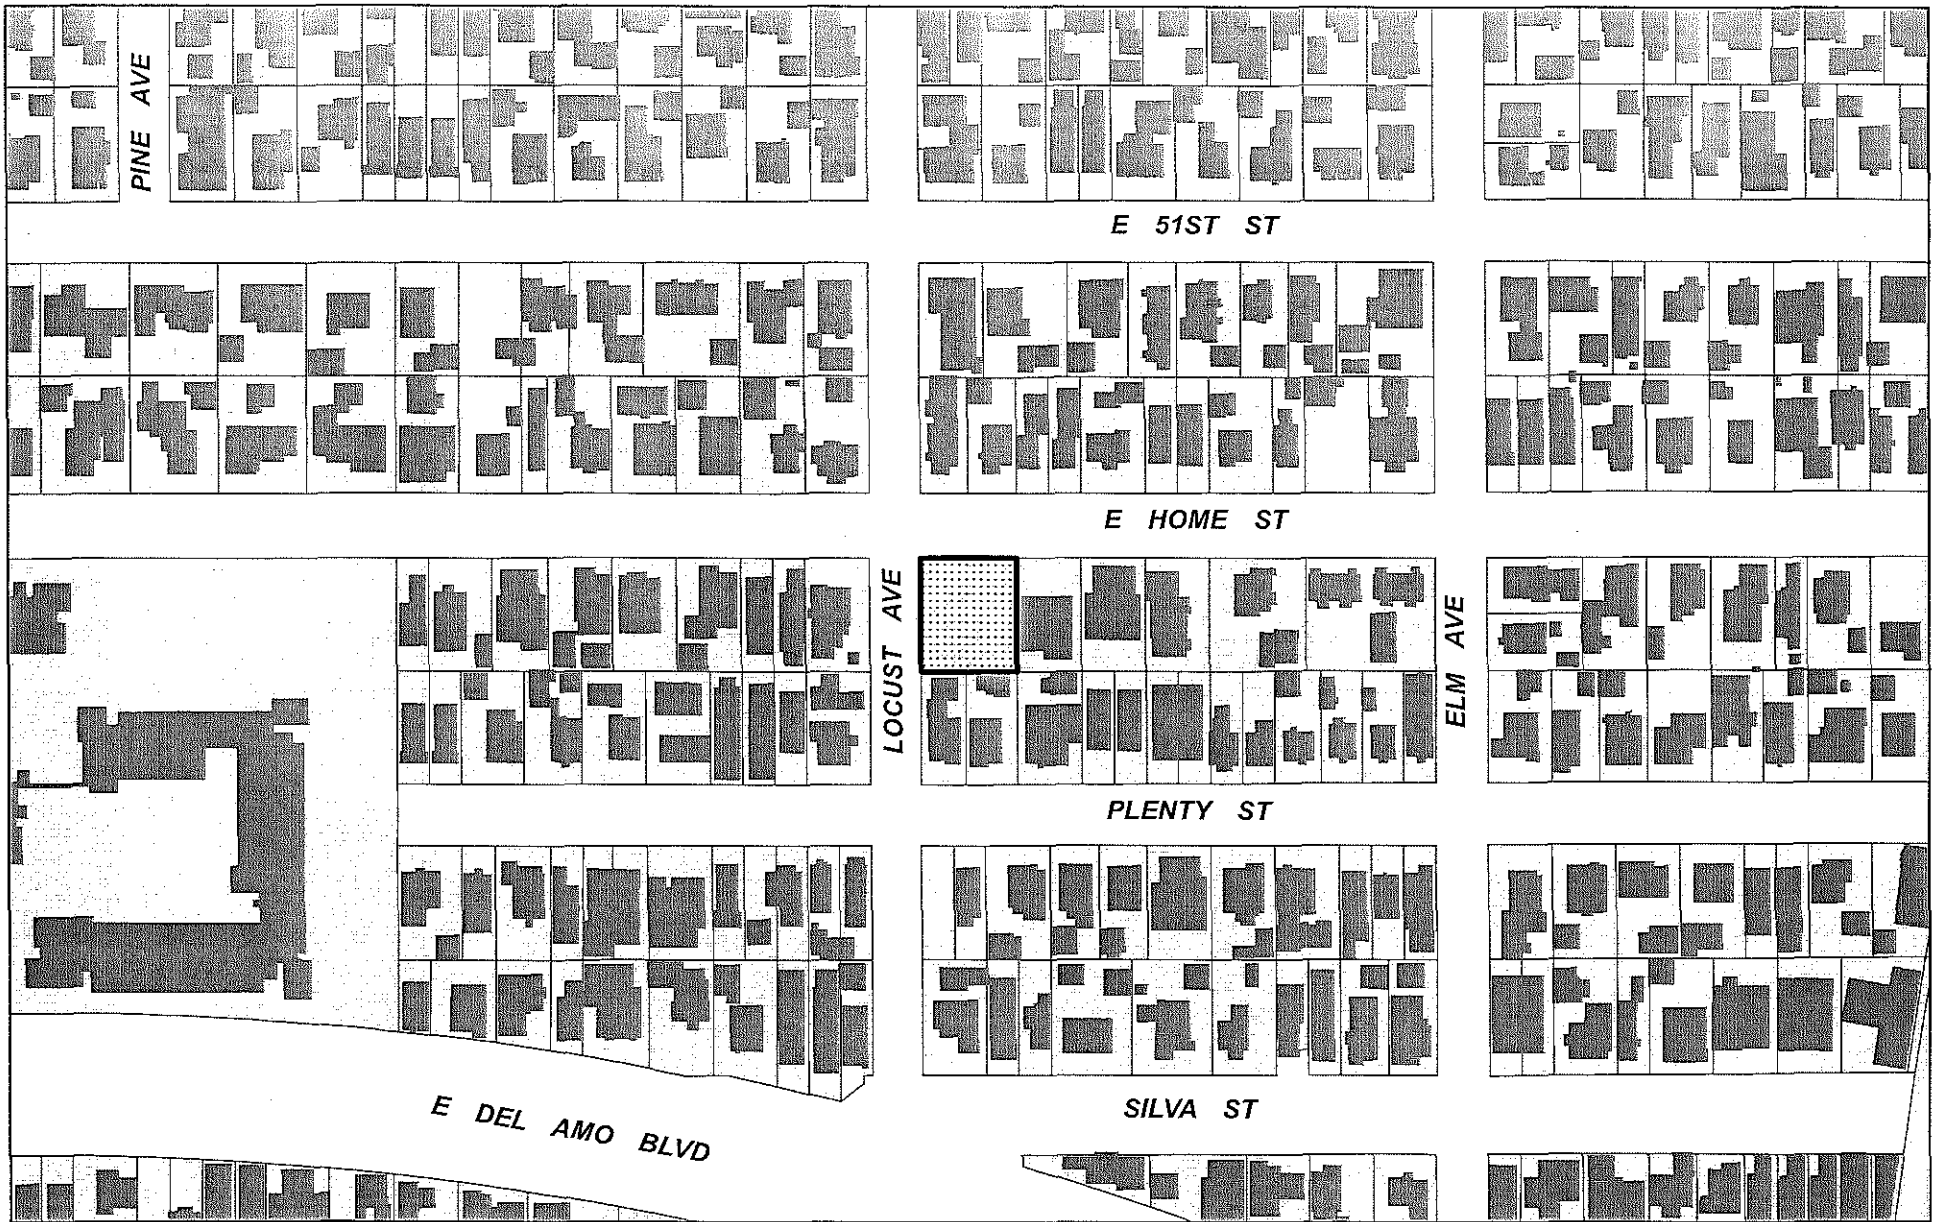 PINE AVE
E 51ST ST
E HOME ST
LOCUST AVE
ELM AVE
PLENTY ST
E DEL AMO BLVD
SILVA ST